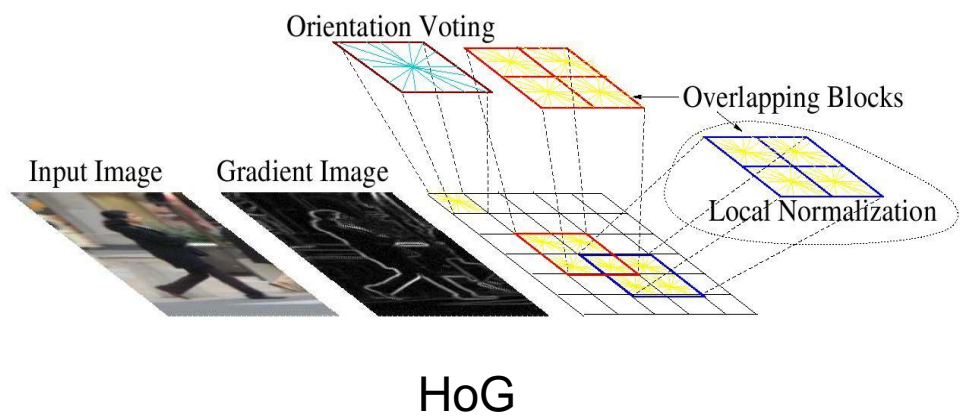 Orientation Voting
Overlapping Blocks
Input Image
Gradient Image
Local Normalization
HoG